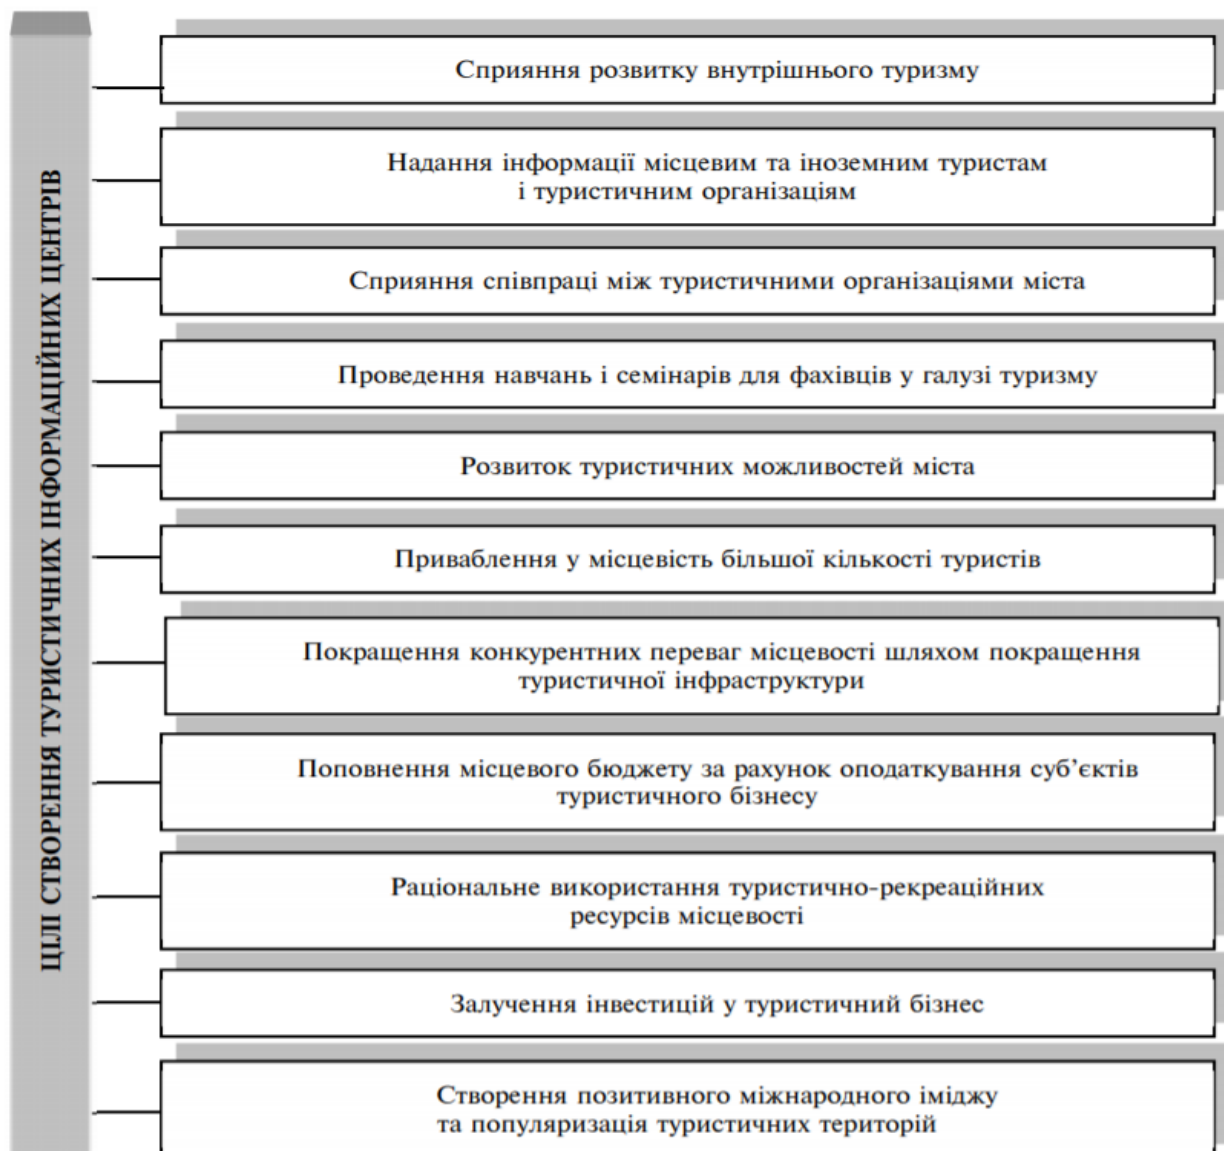 ЦІЛІ СТВОРЕННЯ ТУРИСТИЧНИХ ІНФОРМАЦІЙНИХ ЦЕНТРІВ
Сприяння розвитку внутрішнього туризму
Надання інформації місцевим та іноземним туристам
і туристичним організаціям
Сприяння співпраці між туристичними організаціями міста
Проведення навчань і семінарів для фахівців у галузі туризму
Розвиток туристичних можливостей міста
Приваблення у місцевість більшої кількості туристів
Покращення конкурентних переваг місцевості шляхом покращення
туристичної інфраструктури
Поповнення місцевого бюджету за рахунок оподаткування суб’єктів
туристичного бізнесу
Раціональне використання туристично-рекреаційних
ресурсів місцевості
Залучення інвестицій у туристичний бізнес
Створення позитивного міжнародного іміджу
та популяризація туристичних територій